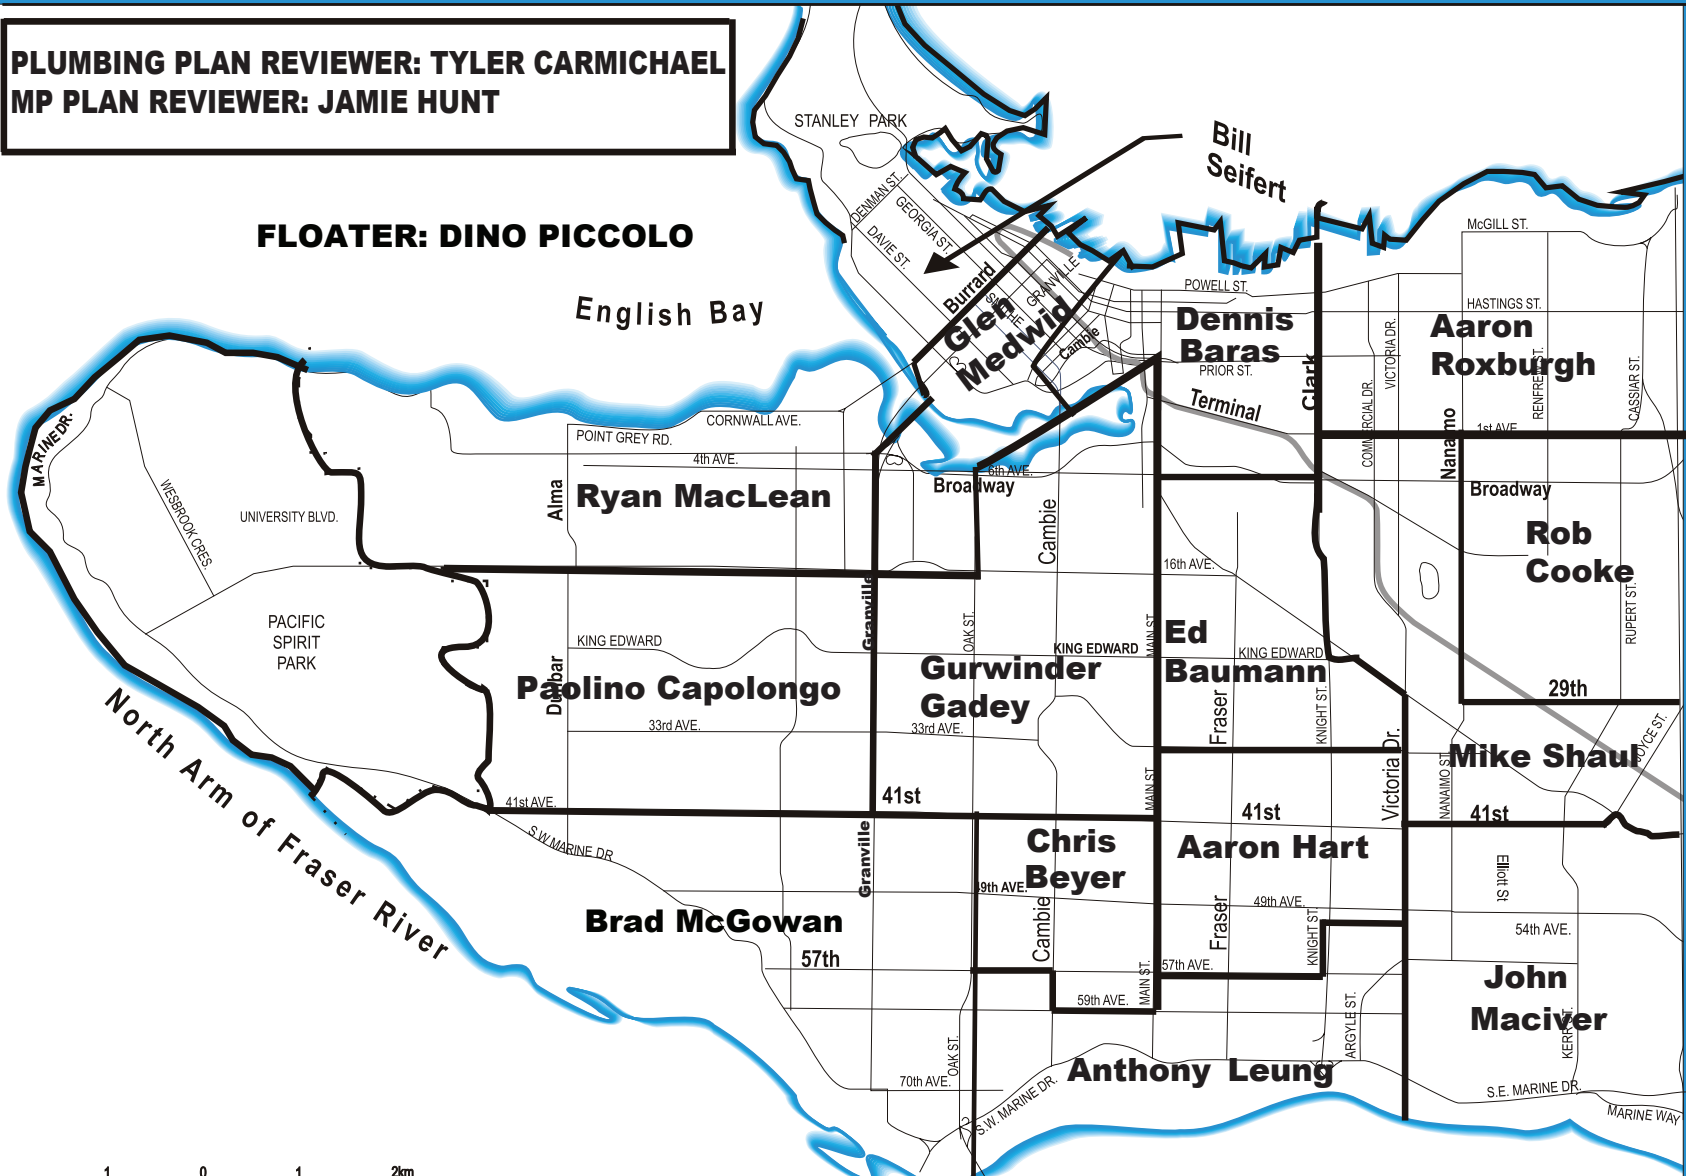 PLUMBING PLAN REVIEWER: TYLER CARMICHAEL
MP PLAN REVIEWER: JAMIE HUNT
STANLEY PARK
Bill
Seifert
FLOATER: DINO PICCOLO
English Bay
DENMAN ST.
GEORGIA ST.
DAVIE ST.
Burrard
SMITHE
GRANVILLE
Glen
Medwid
Cambie
McGILL ST.
POWELL ST.
HASTINGS ST.
Dennis
Baras
PRIOR ST.
Terminal
Clark
VICTORIA DR.
COMMERCIAL DR.
Aaron
Roxburgh
RENFREW ST.
CASSIAR ST.
Nanaimo
1st AVE.
MARINE DR.
WESBROOK CRES.
UNIVERSITY BLVD.
CORNWALL AVE.
POINT GREY RD.
4th AVE.
6th AVE.
Alma
Ryan MacLean
Broadway
Broadway
Cambie
Rob
Cooke
16th AVE.
RUPERT ST.
PACIFIC
SPIRIT
PARK
Granville
OAK ST.
MAIN ST.
KING EDWARD
KING EDWARD
KING EDWARD
Ed
Baumann
Dunbar
Paolino Capolongo
Gurwinder
Gadey
Fraser
KNIGHT ST.
29th
33rd AVE.
33rd AVE.
Victoria Dr.
NANAIMO ST.
Mike Shaul
JOYCE ST.
North Arm of Fraser River
41st AVE.
41st
MAIN ST.
41st
41st
S.W MARINE DR
Granville
Chris
Beyer
Aaron Hart
Elliott St
49th AVE.
49th AVE.
Cambie
Fraser
KNIGHT ST.
Brad McGowan
54th AVE.
57th
57th AVE.
MAIN ST.
59th AVE.
John
Maciver
ARGYLE ST.
KERR ST.
OAK ST.
70th AVE.
Anthony Leung
S.W. MARINE DR.
S.E. MARINE DR.
MARINE WAY
1 0 1 2km